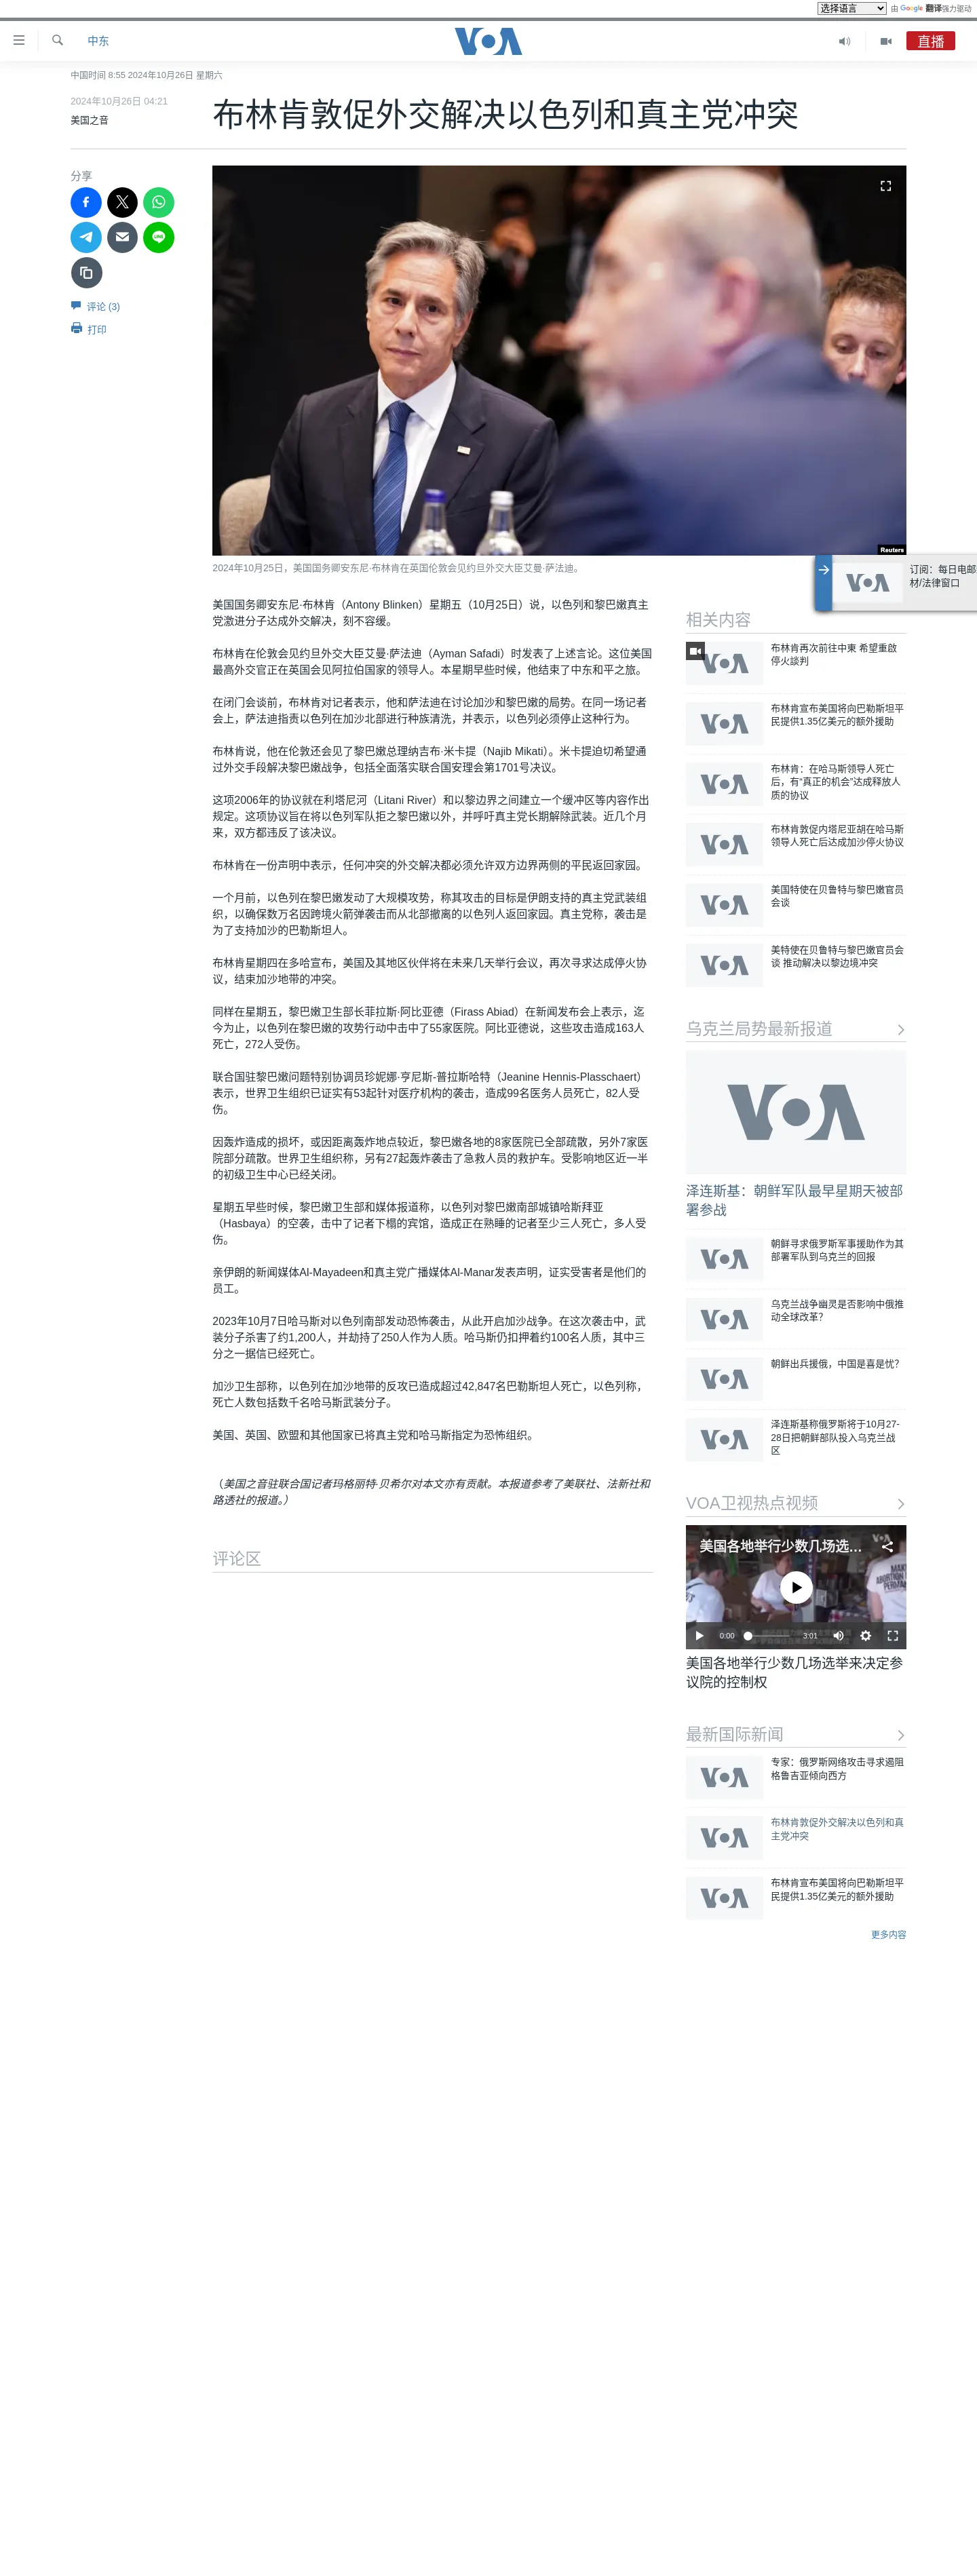 选择语言 由 Google 翻译强力驱动
中东
VOA
直播
中国时间 8:55 2024年10月26日 星期六
2024年10月26日 04:21
美国之音
布林肯敦促外交解决以色列和真主党冲突
分享
评论 (3)
打印
Reuters
2024年10月25日，美国国务卿安东尼·布林肯在英国伦敦会见约旦外交大臣艾曼·萨法迪。
订阅：每日电邮
材/法律窗口
VOA
美国国务卿安东尼·布林肯（Antony Blinken）星期五（10月25日）说，以色列和黎巴嫩真主
党激进分子达成外交解决，刻不容缓。
布林肯在伦敦会见约旦外交大臣艾曼·萨法迪（Ayman Safadi）时发表了上述言论。这位美国
最高外交官正在英国会见阿拉伯国家的领导人。本星期早些时候，他结束了中东和平之旅。
在闭门会谈前，布林肯对记者表示，他和萨法迪在讨论加沙和黎巴嫩的局势。在同一场记者
会上，萨法迪指责以色列在加沙北部进行种族清洗，并表示，以色列必须停止这种行为。
布林肯说，他在伦敦还会见了黎巴嫩总理纳吉布·米卡提（Najib Mikati）。米卡提迫切希望通
过外交手段解决黎巴嫩战争，包括全面落实联合国安理会第1701号决议。
这项2006年的协议就在利塔尼河（Litani River）和以黎边界之间建立一个缓冲区等内容作出
规定。这项协议旨在将以色列军队拒之黎巴嫩以外，并呼吁真主党长期解除武装。近几个月
来，双方都违反了该决议。
布林肯在一份声明中表示，任何冲突的外交解决都必须允许双方边界两侧的平民返回家园。
一个月前，以色列在黎巴嫩发动了大规模攻势，称其攻击的目标是伊朗支持的真主党武装组
织，以确保数万名因跨境火箭弹袭击而从北部撤离的以色列人返回家园。真主党称，袭击是
为了支持加沙的巴勒斯坦人。
布林肯星期四在多哈宣布，美国及其地区伙伴将在未来几天举行会议，再次寻求达成停火协
议，结束加沙地带的冲突。
同样在星期五，黎巴嫩卫生部长菲拉斯·阿比亚德（Firass Abiad）在新闻发布会上表示，迄
今为止，以色列在黎巴嫩的攻势行动中击中了55家医院。阿比亚德说，这些攻击造成163人
死亡，272人受伤。
联合国驻黎巴嫩问题特别协调员珍妮娜·亨尼斯-普拉斯哈特（Jeanine Hennis-Plasschaert）
表示，世界卫生组织已证实有53起针对医疗机构的袭击，造成99名医务人员死亡，82人受
伤。
因轰炸造成的损坏，或因距离轰炸地点较近，黎巴嫩各地的8家医院已全部疏散，另外7家医
院部分疏散。世界卫生组织称，另有27起轰炸袭击了急救人员的救护车。受影响地区近一半
的初级卫生中心已经关闭。
星期五早些时候，黎巴嫩卫生部和媒体报道称，以色列对黎巴嫩南部城镇哈斯拜亚
（Hasbaya）的空袭，击中了记者下榻的宾馆，造成正在熟睡的记者至少三人死亡，多人受
伤。
亲伊朗的新闻媒体Al-Mayadeen和真主党广播媒体Al-Manar发表声明，证实受害者是他们的
员工。
2023年10月7日哈马斯对以色列南部发动恐怖袭击，从此开启加沙战争。在这次袭击中，武
装分子杀害了约1,200人，并劫持了250人作为人质。哈马斯仍扣押着约100名人质，其中三
分之一据信已经死亡。
加沙卫生部称，以色列在加沙地带的反攻已造成超过42,847名巴勒斯坦人死亡，以色列称，
死亡人数包括数千名哈马斯武装分子。
美国、英国、欧盟和其他国家已将真主党和哈马斯指定为恐怖组织。
（美国之音驻联合国记者玛格丽特·贝希尔对本文亦有贡献。本报道参考了美联社、法新社和
路透社的报道。）
评论区
相关内容
VOA
布林肯再次前往中東 希望重啟
停火談判
VOA
布林肯宣布美国将向巴勒斯坦平
民提供1.35亿美元的额外援助
VOA
布林肯：在哈马斯领导人死亡
后，有“真正的机会”达成释放人
质的协议
VOA
布林肯敦促内塔尼亚胡在哈马斯
领导人死亡后达成加沙停火协议
VOA
美国特使在贝鲁特与黎巴嫩官员
会谈
VOA
美特使在贝鲁特与黎巴嫩官员会
谈 推动解决以黎边境冲突
VOA
乌克兰局势最新报道
VOA
泽连斯基：朝鲜军队最早星期天被部
署参战
朝鲜寻求俄罗斯军事援助作为其
部署军队到乌克兰的回报
VOA
乌克兰战争幽灵是否影响中俄推
动全球改革？
VOA
朝鲜出兵援俄，中国是喜是忧？
VOA
泽连斯基称俄罗斯将于10月27-
28日把朝鲜部队投入乌克兰战
区
VOA
VOA卫视热点视频
美国各地举行少数几场选...
VOA
0:00
3:01
美国各地举行少数几场选举来决定参
议院的控制权
最新国际新闻
专家：俄罗斯网络攻击寻求遏阻
格鲁吉亚倾向西方
VOA
布林肯敦促外交解决以色列和真
主党冲突
VOA
布林肯宣布美国将向巴勒斯坦平
民提供1.35亿美元的额外援助
VOA
更多内容